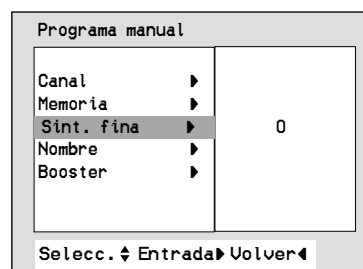 Programa manual
Canal
Memoria
Sint. fina 0
Nombre
Booster
Selecc. Entrada Volver